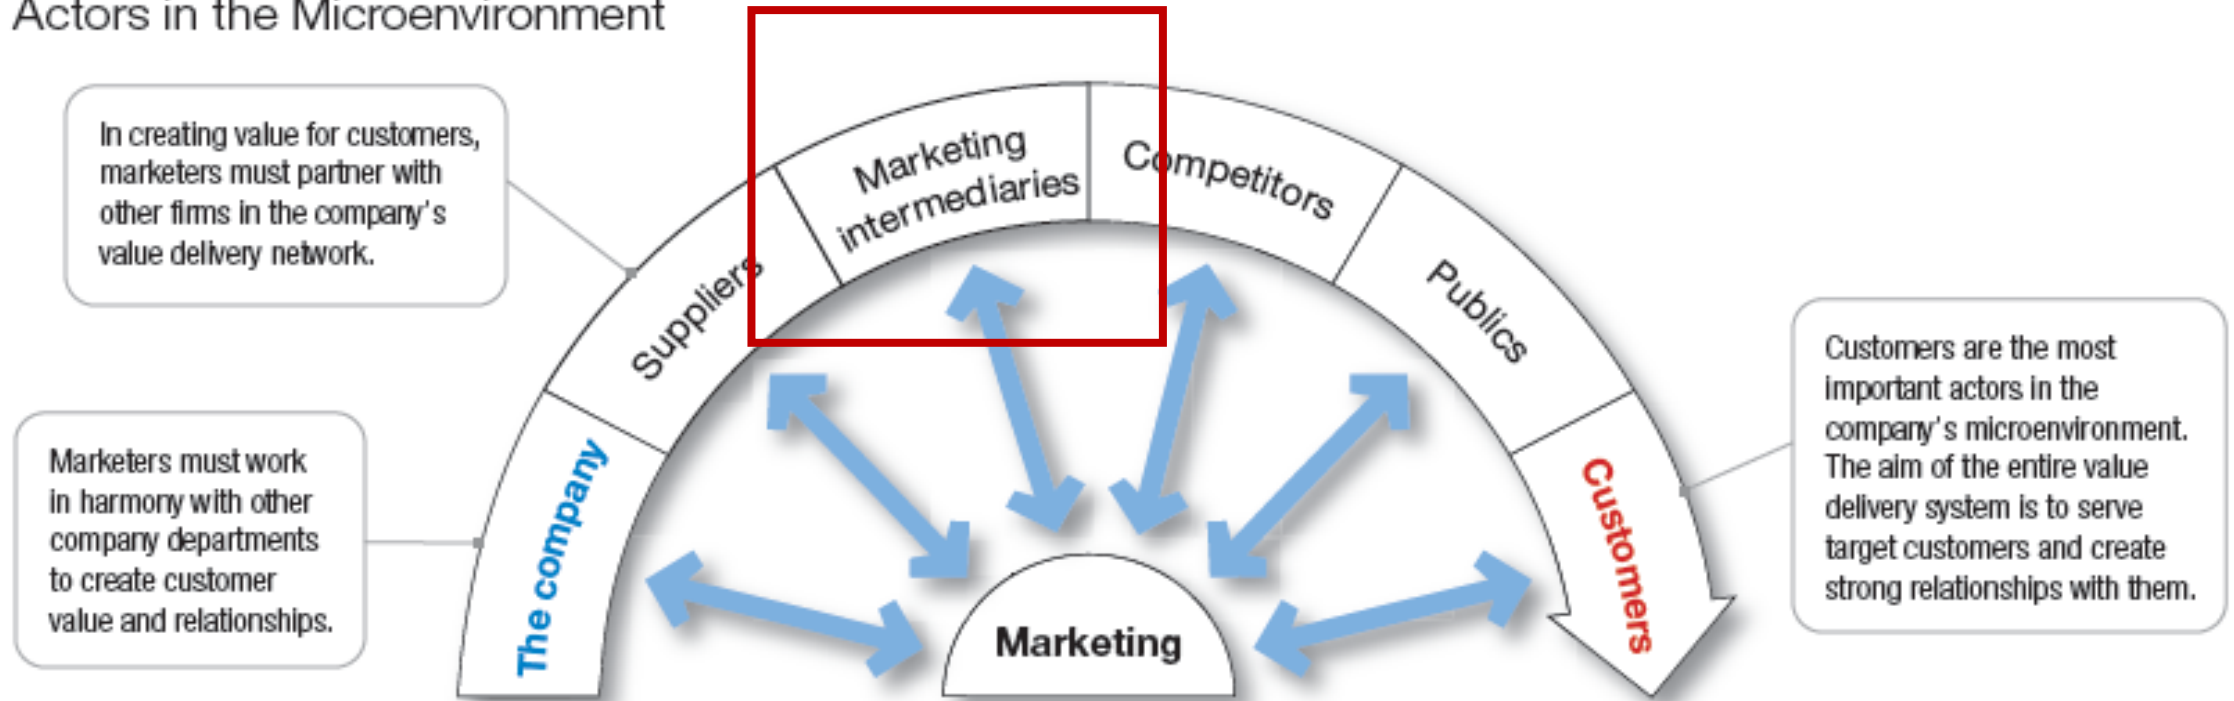 Actors in the Microenvironment
In creating value for customers,
marketers must partner with
other firms in the company's
value delivery network.
Marketers must work
in harmony with other
company departments
to create customer
value and relationships.
The company
Suppliers
Marketing
intermediaries
Competitors
Publics
Customers
Marketing
Customers are the most
important actors in the
company's microenvironment.
The aim of the entire value
delivery system is to serve
target customers and create
strong relationships with them.